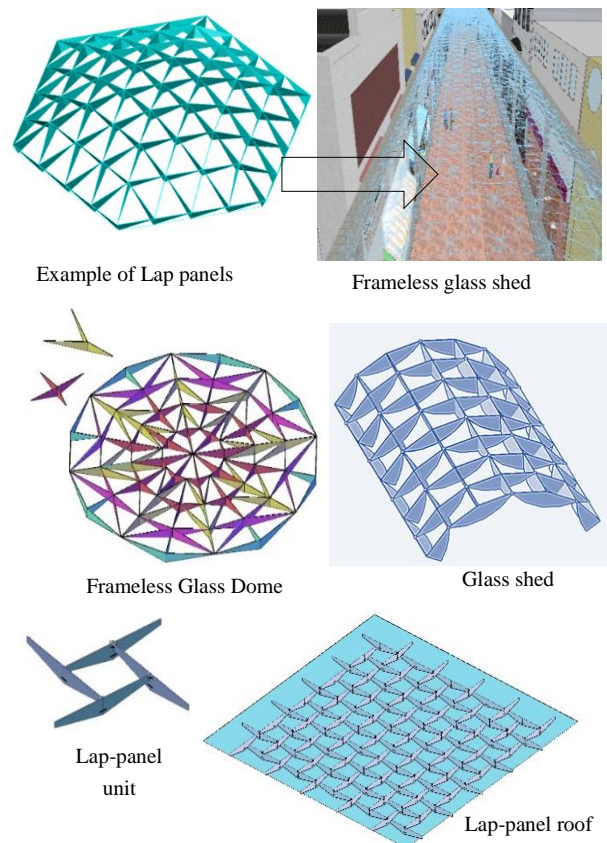 Example of Lap panels
Frameless glass shed
Frameless Glass Dome
Glass shed
Lap-panel
unit
Lap-panel roof